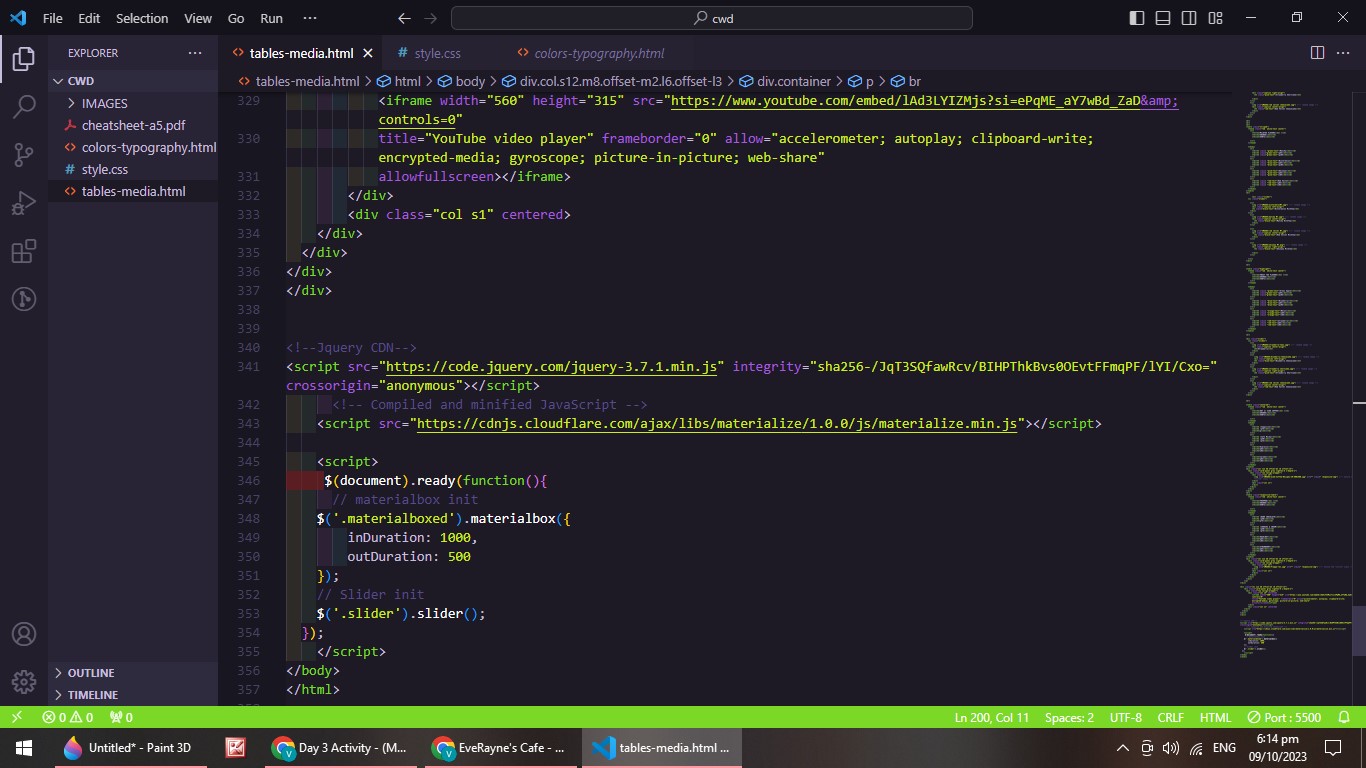 File Edit Selection View Go Run ··· cwd
EXPLORER ···
tables-media.html style.css colors-typography.html ···
CWD
tables-media.html > html > body > div.col.s12.m8.offset-m2.l6.offset-l3 > div.container > p > br
IMAGES
cheatsheet-a5.pdf
colors-typography.html
style.css
tables-media.html
329 <iframe width="560" height="315" src="https://www.youtube.com/embed/lAd3LYIZMjs?si=ePqME_aY7wBd_ZaD&amp;
controls=0"
330 title="YouTube video player" frameborder="0" allow="accelerometer; autoplay; clipboard-write;
encrypted-media; gyroscope; picture-in-picture; web-share"
331 allowfullscreen></iframe>
332 </div>
333 <div class="col s1" centered>
334 </div>
335 </div>
336 </div>
337 </div>
338
339
340 <!--Jquery CDN-->
341 <script src="https://code.jquery.com/jquery-3.7.1.min.js" integrity="sha256-/JqT3SQfawRcv/BIHPThkBvs0OEvtFFmqPF/lYI/Cxo="
crossorigin="anonymous"></script>
342 <!-- Compiled and minified JavaScript -->
343 <script src="https://cdnjs.cloudflare.com/ajax/libs/materialize/1.0.0/js/materialize.min.js"></script>
344
345 <script>
346 $(document).ready(function(){
347 // materialbox init
348 $('.materialboxed').materialbox({
349 inDuration: 1000,
350 outDuration: 500
351 });
352 // Slider init
353 $('.slider').slider();
354 });
355 </script>
356 </body>
357 </html>
OUTLINE
TIMELINE
0 0 0 Ln 200, Col 11 Spaces: 2 UTF-8 CRLF HTML Port : 5500
Untitled* - Paint 3D Day 3 Activity - (M... EveRayne's Cafe - ... tables-media.html ... ENG 6:14 pm
09/10/2023